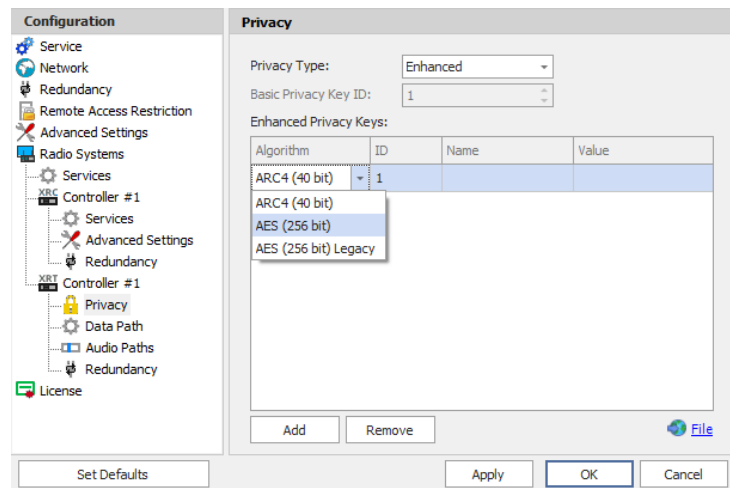 Configuration
Service
Network
Redundancy
Remote Access Restriction
Advanced Settings
Radio Systems
Services
XRC Controller #1
Services
Advanced Settings
Redundancy
XRT Controller #1
Privacy
Data Path
Audio Paths
Redundancy
License
Set Defaults
Privacy
Privacy Type: Enhanced
Basic Privacy Key ID: 1
Enhanced Privacy Keys:
Algorithm ID Name Value
ARC4 (40 bit) 1
ARC4 (40 bit)
AES (256 bit)
AES (256 bit) Legacy
Add Remove File
Apply OK Cancel